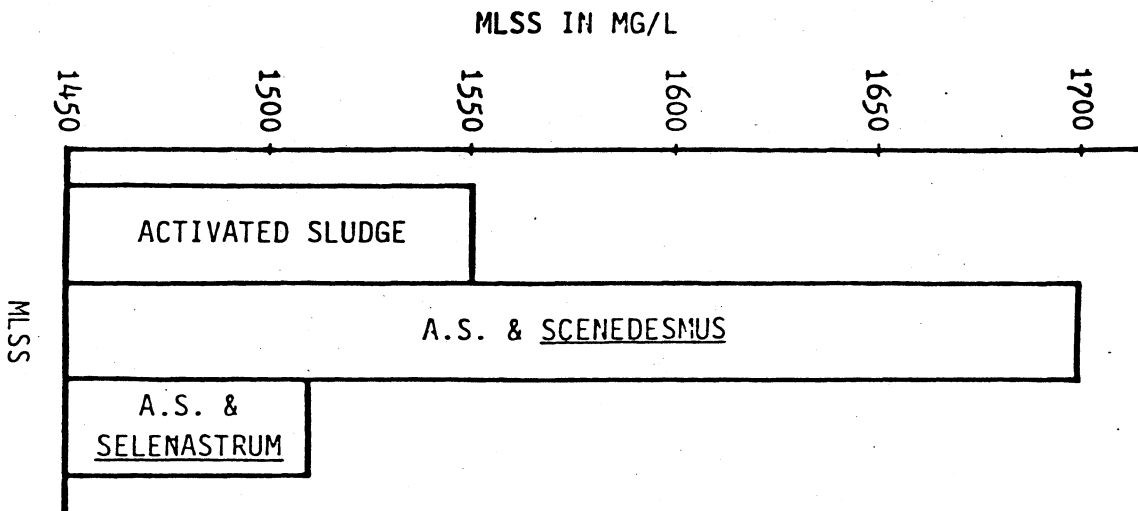 MLSS IN MG/L
1450
1500
1550
1600
1650
1700
ACTIVATED SLUDGE
A.S. & SCENEDESMUS
A.S. &
SELENASTRUM
MLSS